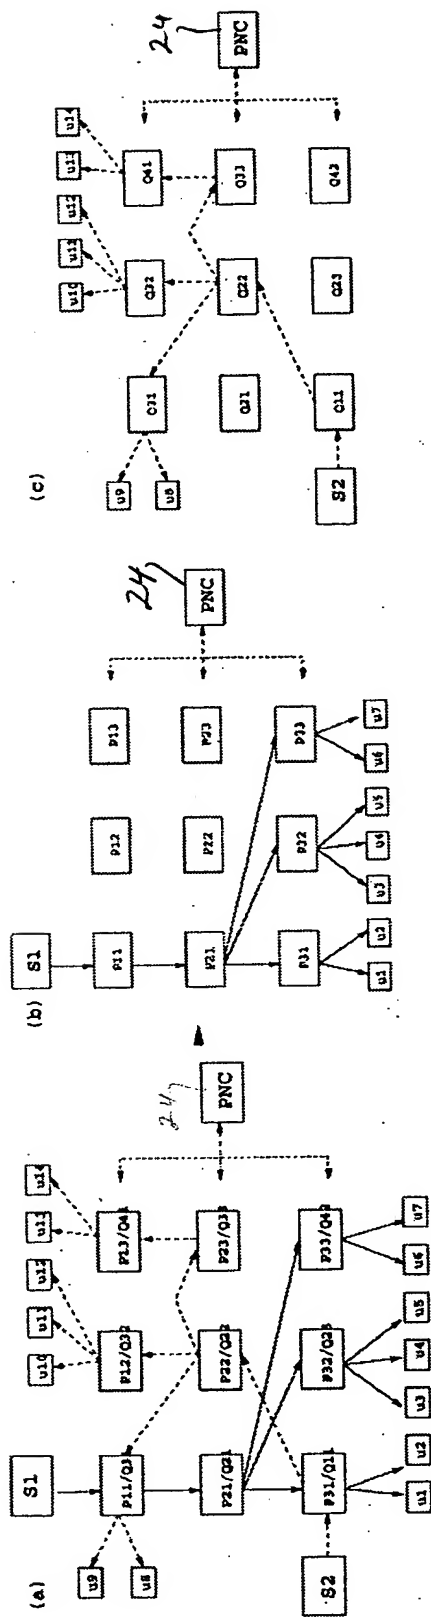 (a)
S1
u10
u11
u12
u13
u14
u9
u8
P11/Q31
P12/Q32
P13/Q41
P21/Q21
P22/Q22
P23/Q33
24
PNC
S2
P31/Q11
P32/Q23
u1
u2
u3
u4
u5
u6
u7
(b)
S1
P11
P12
P13
P21
P22
P23
24
PNC
P31
P32
P33
u1
u2
u3
u4
u5
u6
u7
(c)
u10
u11
u12
u13
u14
u9
u8
Q31
Q32
Q41
Q21
Q22
Q33
24
PNC
S2
Q11
Q23